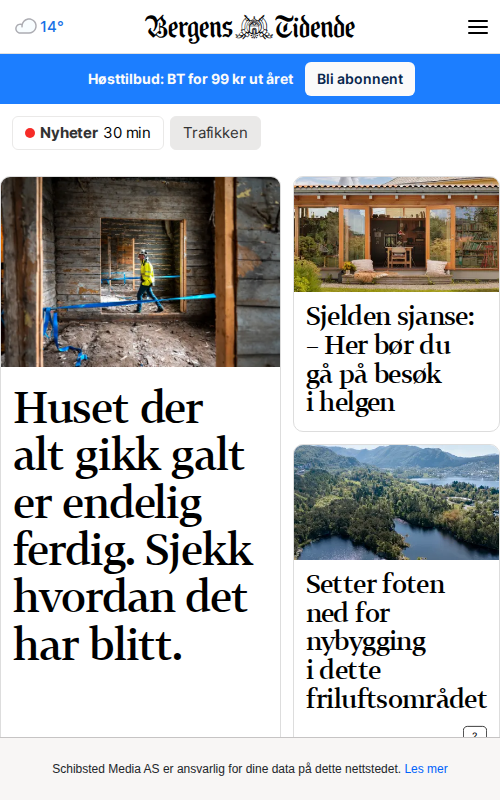 14°
Bergens Tidende
Høsttilbud: BT for 99 kr ut året
Bli abonnent
Nyheter 30 min
Trafikken
Huset der
alt gikk galt
er endelig
ferdig. Sjekk
hvordan det
har blitt.
Sjelden sjanse:
– Her bør du
gå på besøk
i helgen
Setter foten
ned for
nybygging
i dette
friluftsområdet
Schibsted Media AS er ansvarlig for dine data på dette nettstedet. Les mer